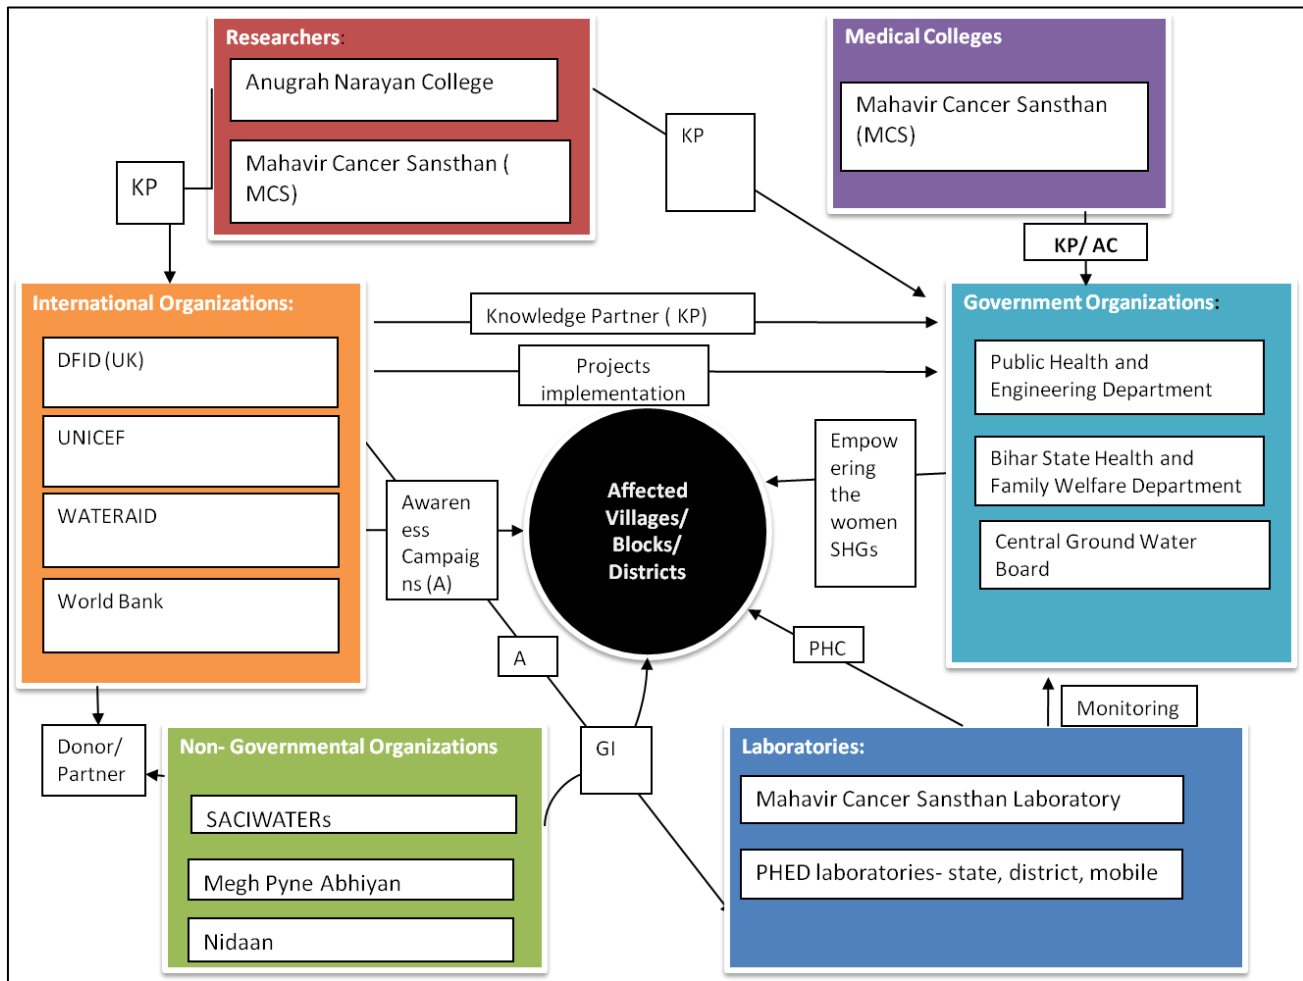 Researchers:
Anugrah Narayan College
Mahavir Cancer Sansthan (
MCS)
Medical Colleges
Mahavir Cancer Sansthan
(MCS)
KP
KP
KP/ AC
International Organizations:
DFID (UK)
UNICEF
WATERAID
World Bank
Knowledge Partner ( KP)
Projects
implementation
Government Organizations:
Public Health and
Engineering Department
Bihar State Health and
Family Welfare Department
Central Ground Water
Board
Empow
ering
the
women
SHGs
Awaren
ess
Campaig
ns (A)
Affected
Villages/
Blocks/
Districts
A
PHC
GI
Monitoring
Donor/
Partner
Non- Governmental Organizations
SACIWATERs
Megh Pyne Abhiyan
Nidaan
Laboratories:
Mahavir Cancer Sansthan Laboratory
PHED laboratories- state, district, mobile